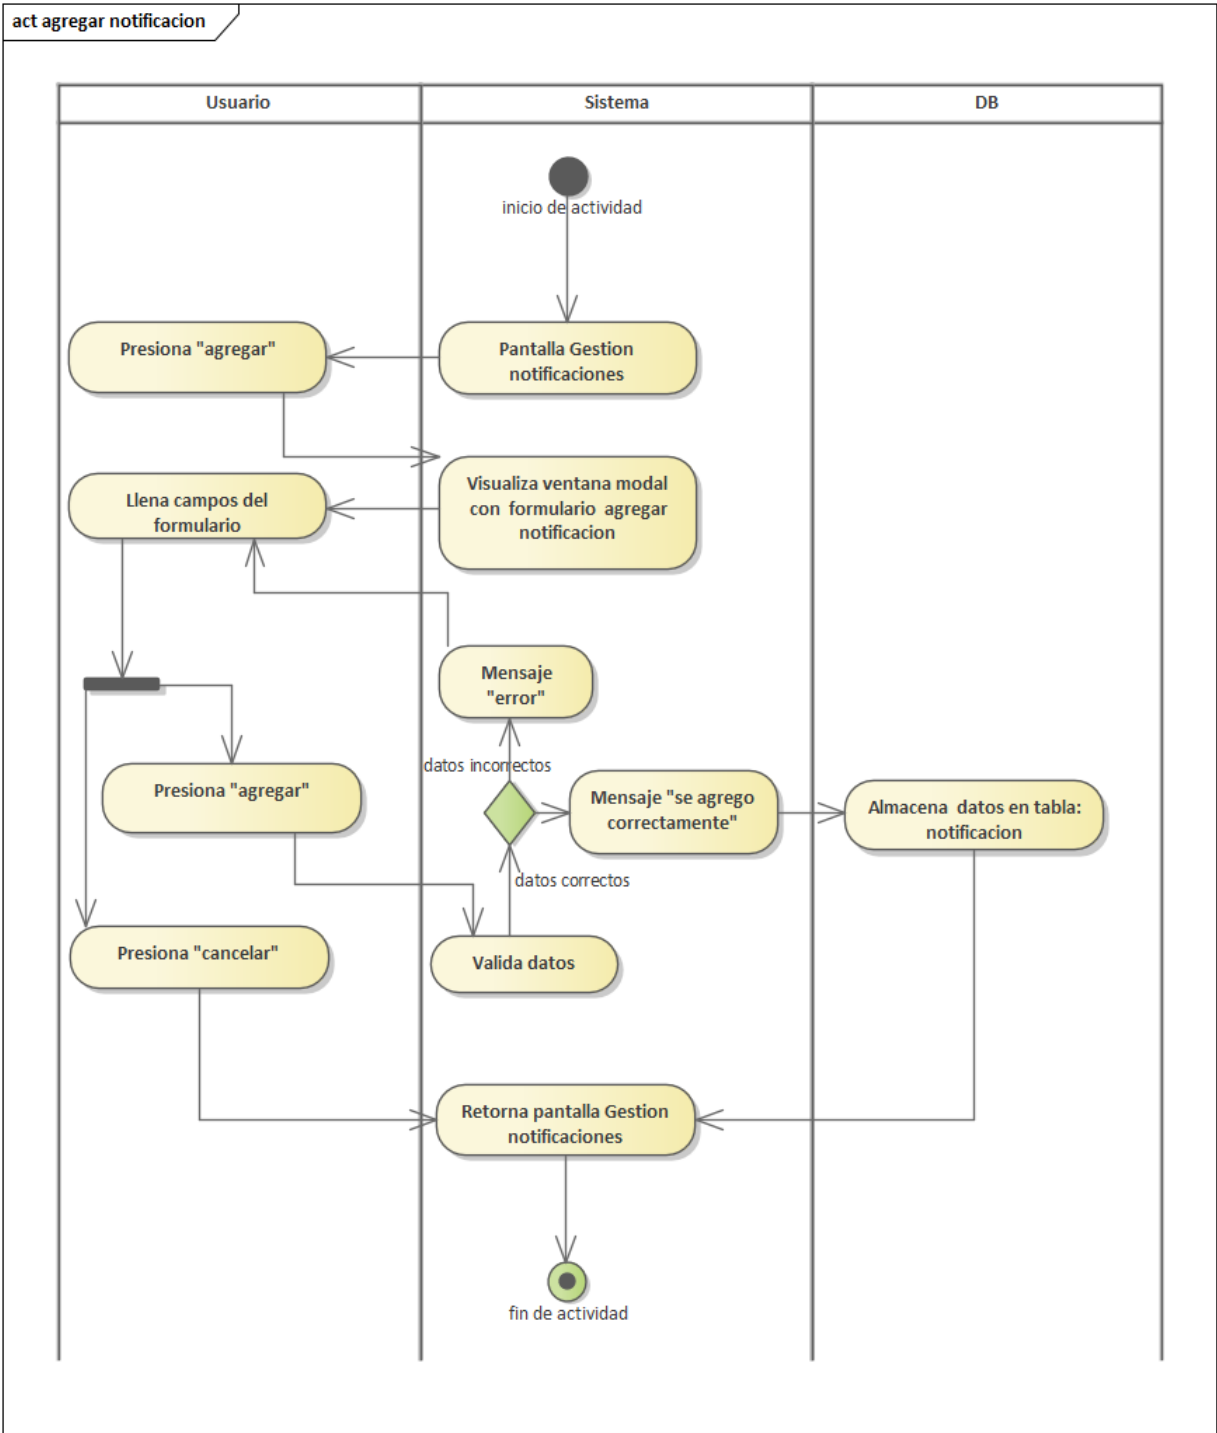 act agregar notificacion
Usuario
Sistema
DB
inicio de actividad
Presiona "agregar"
Pantalla Gestion
notificaciones
Visualiza ventana modal
con formulario agregar
notificacion
Llena campos del
formulario
Mensaje
"error"
datos incorrectos
Presiona "agregar"
Mensaje "se agrego
correctamente"
Almacena datos en tabla:
notificacion
datos correctos
Presiona "cancelar"
Valida datos
Retorna pantalla Gestion
notificaciones
fin de actividad